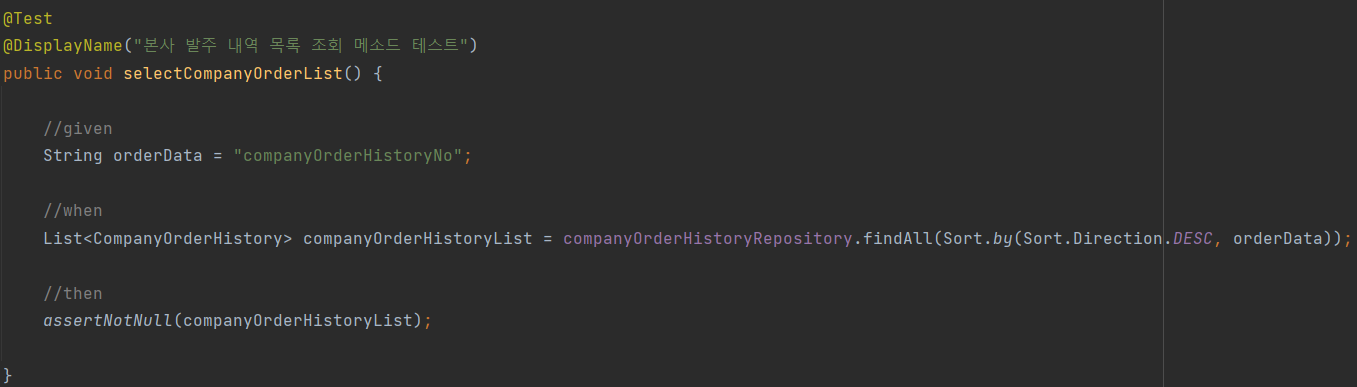 @Test
@DisplayName("본사 발주 내역 목록 조회 메소드 테스트")
public void selectCompanyOrderList() {
//given
String orderData = "companyOrderHistoryNo";
//when
List<CompanyOrderHistory> companyOrderHistoryList = companyOrderHistoryRepository.findAll(Sort.by(Sort.Direction.DESC, orderData));
//then
assertNotNull(companyOrderHistoryList);
}